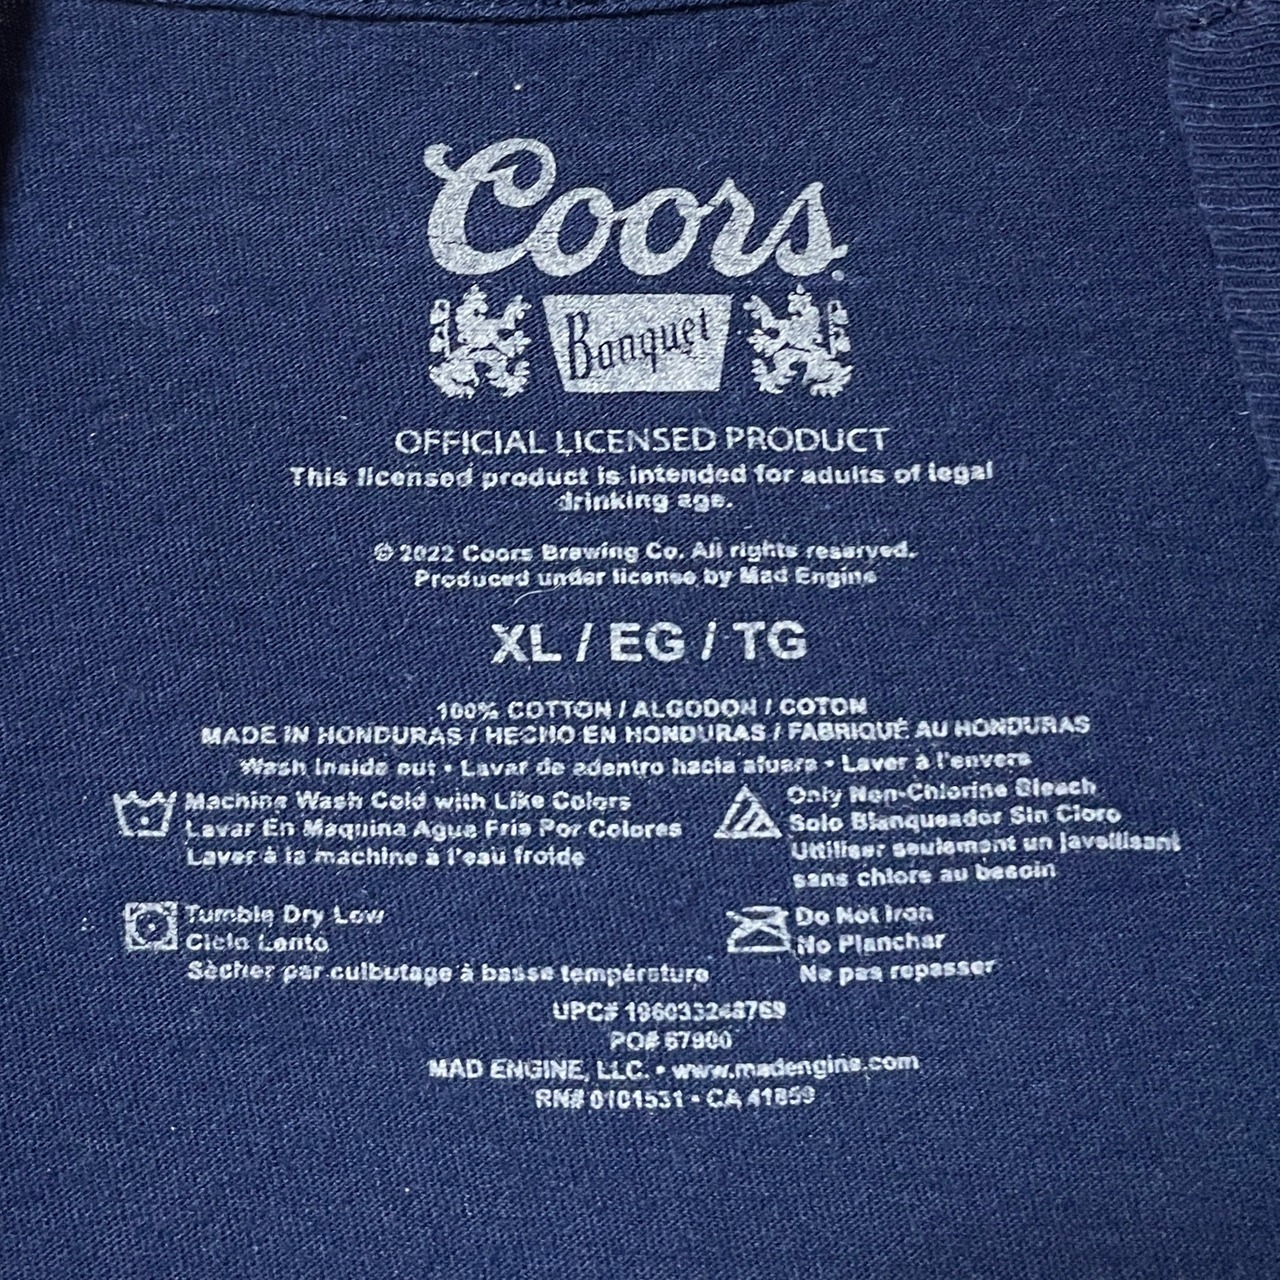 Coors
Banquet
OFFICIAL LICENSED PRODUCT
This licensed product is intended for adults of legal
drinking age.
© 2022 Coors Brewing Co. All rights reserved.
Produced under license by Mad Engine
XL / EG / TG
100% COTTON / ALGODON / COTON
MADE IN HONDURAS / HECHO EN HONDURAS / FABRIQUÉ AU HONDURAS
Wash Inside out • Lavar de adentro hacia afuera • Laver à l'envers
Machine Wash Cold with Like Colors
Lavar En Maquina Agua Fria Por Colores
Laver à la machine à l'eau froide
Only Non-Chlorine Bleach
Solo Blanqueador Sin Cloro
Utiliser seulement un javellisant
sans chlore au besoin
Tumble Dry Low
Ciclo Lento
Sècher par culbutage à basse température
Do Not Iron
No Planchar
Ne pas repasser
UPC#
PO# 67900
MAD ENGINE, LLC. • www.madengine.com
RN# 0101531 • CA 41859